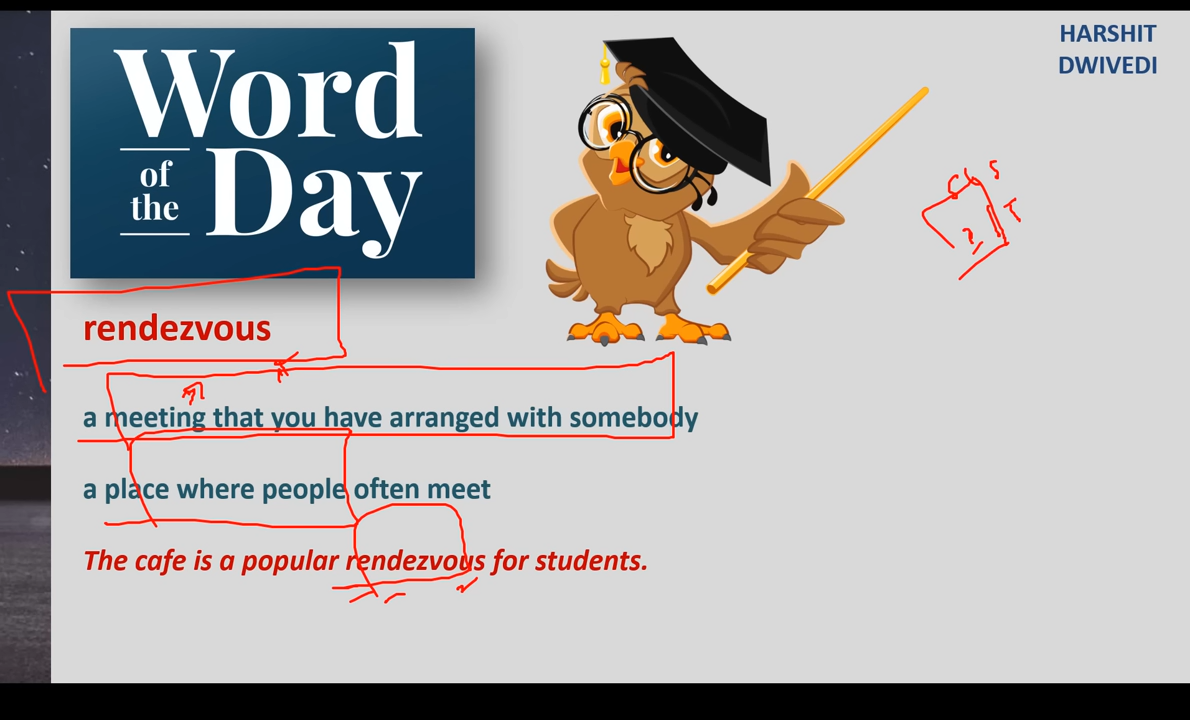 Word
of the Day
HARSHIT
DWIVEDI
rendezvous
a meeting that you have arranged with somebody
a place where people often meet
The cafe is a popular rendezvous for students.